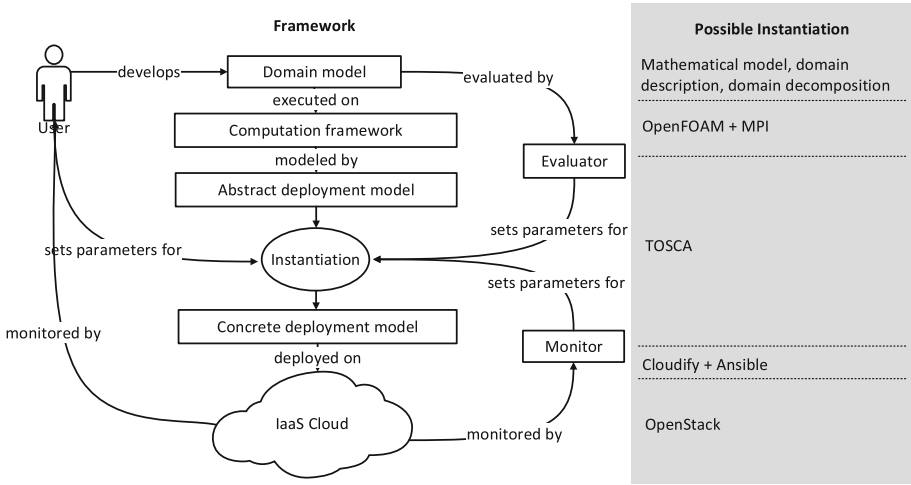 Framework
Possible Instantiation
User
develops
Domain model
evaluated by
Mathematical model, domain
description, domain decomposition
executed on
Computation framework
OpenFOAM + MPI
modeled by
Evaluator
Abstract deployment model
sets parameters for
sets parameters for
Instantiation
TOSCA
sets parameters for
monitored by
Concrete deployment model
Monitor
deployed on
Cloudify + Ansible
IaaS Cloud
monitored by
OpenStack